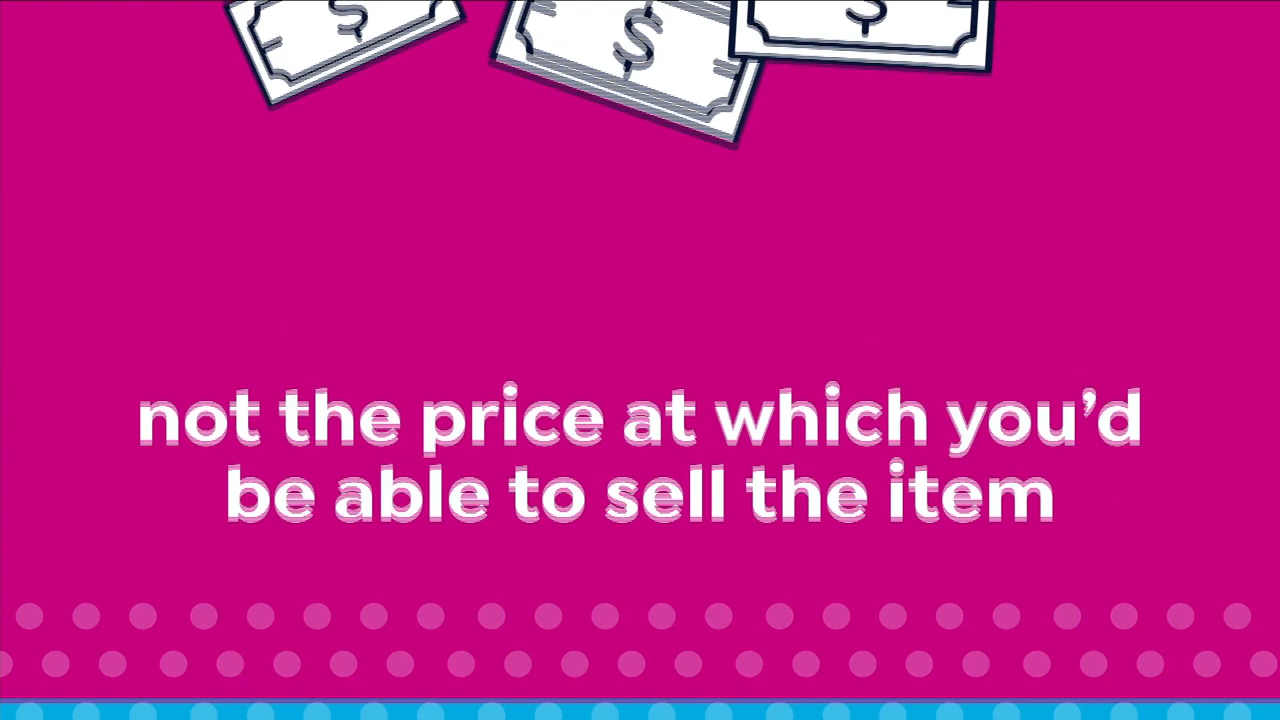 $ $ $
not the price at which you’d
be able to sell the item